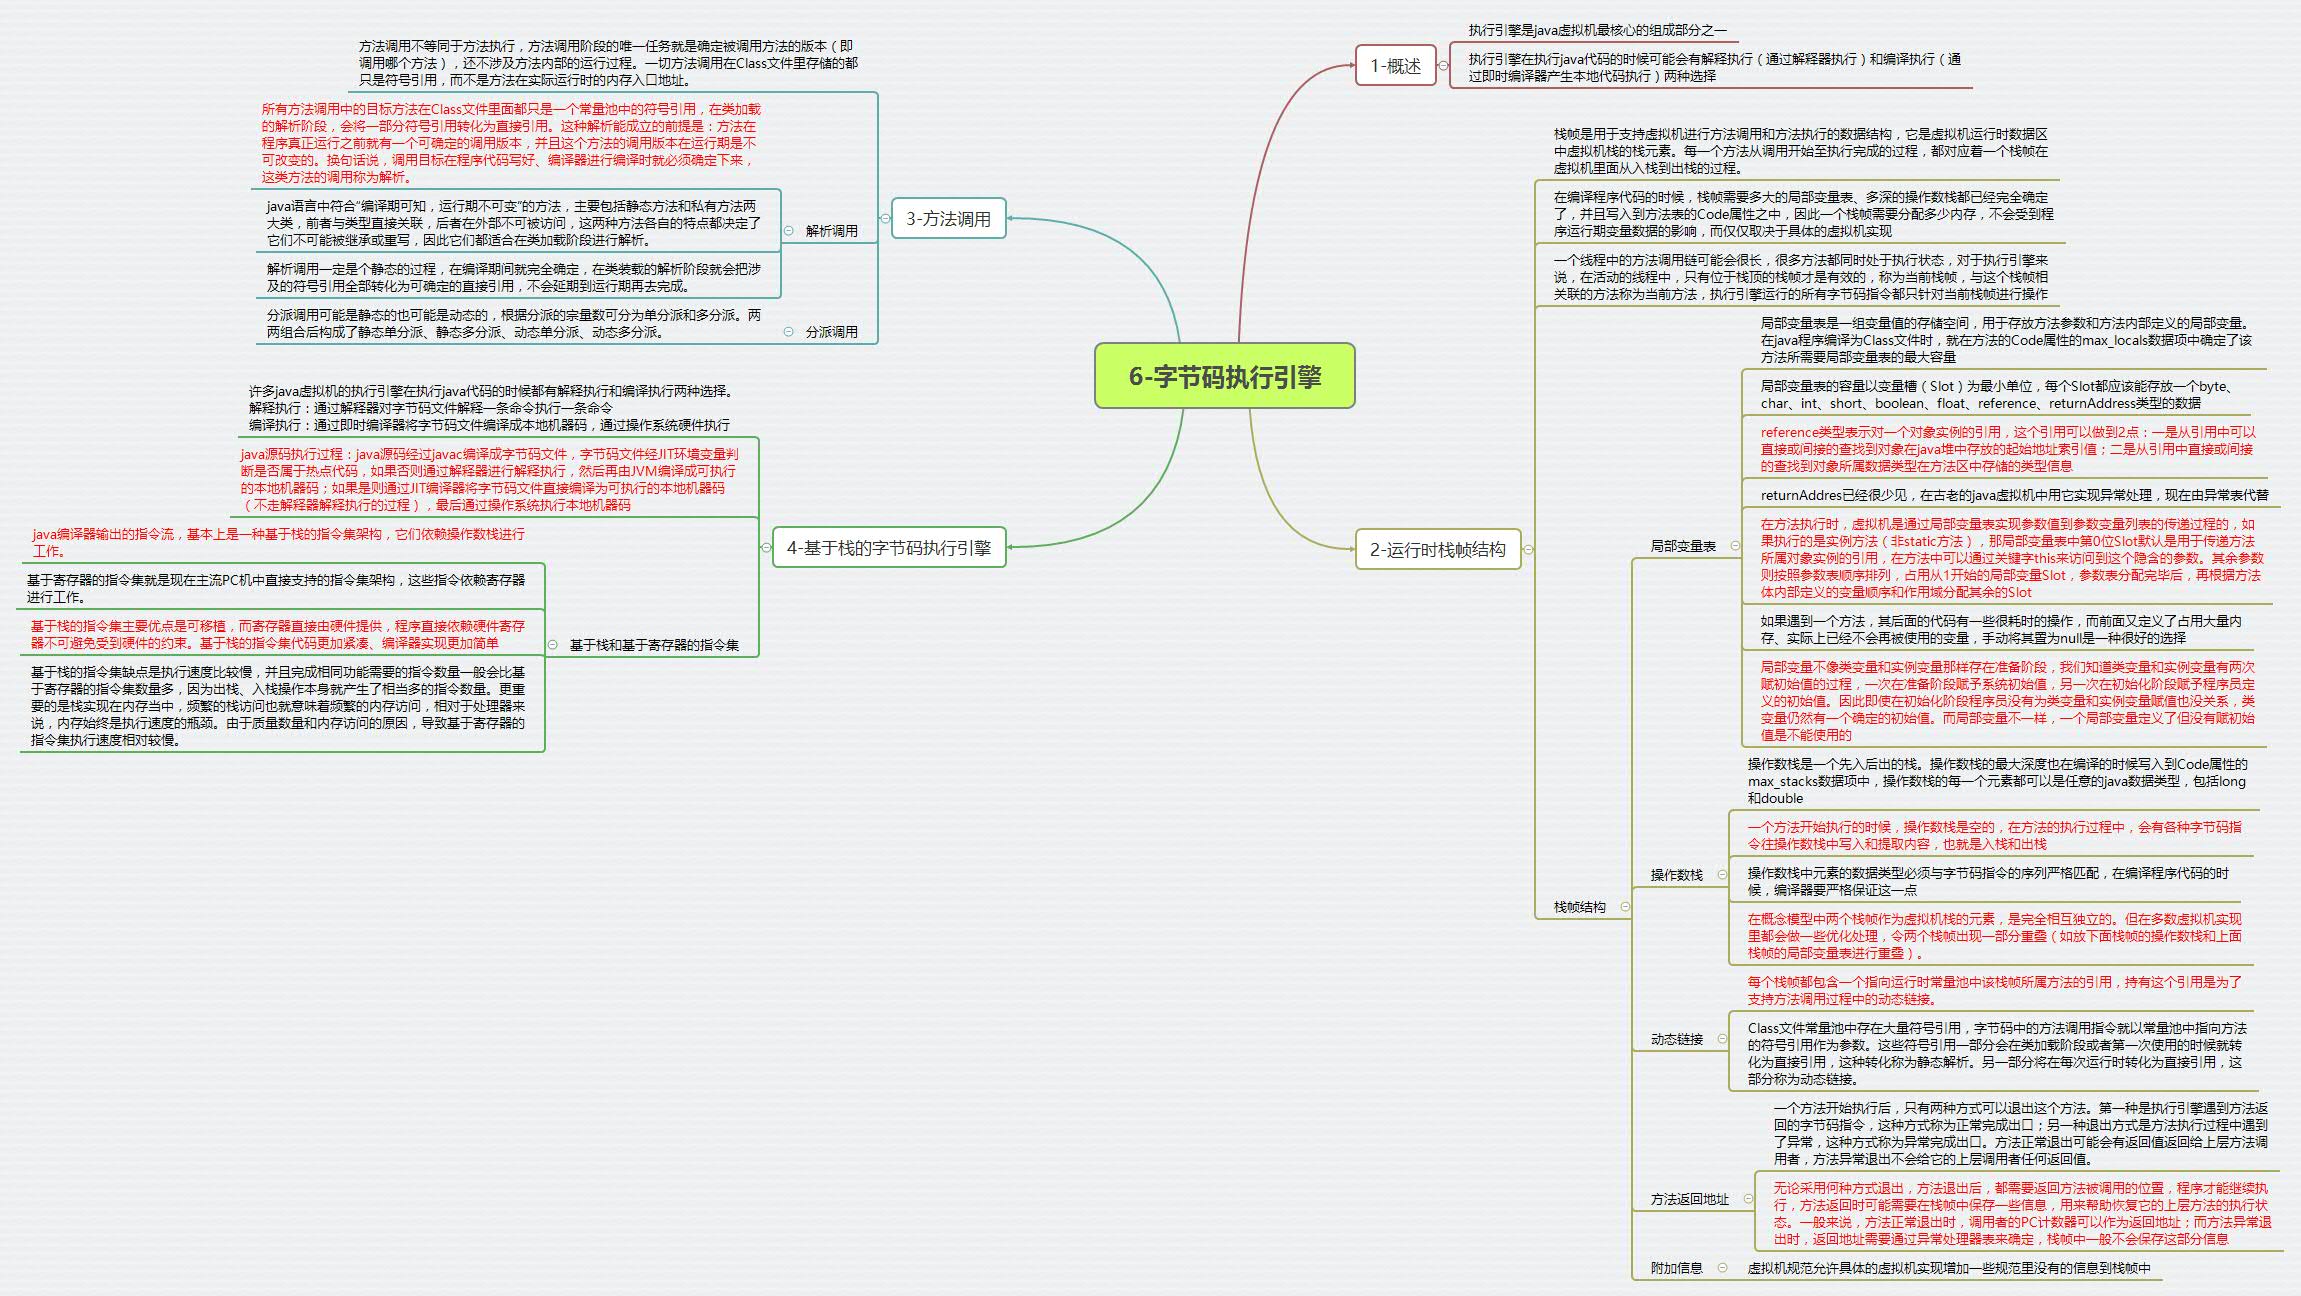 6-字节码执行引擎
1-概述
执行引擎是java虚拟机最核心的组成部分之一
执行引擎在执行java代码的时候可能会有解释执行（通过解释器执行）和编译执行（通
过即时编译器产生本地代码执行）两种选择
2-运行时栈帧结构
栈帧是用于支持虚拟机进行方法调用和方法执行的数据结构，它是虚拟机运行时数据区
中虚拟机栈的栈元素。每一个方法从调用开始至执行完成的过程，都对应着一个栈帧在
虚拟机里面从入栈到出栈的过程。
在编译程序代码的时候，栈帧需要多大的局部变量表、多深的操作数栈都已经完全确定
了，并且写入到方法表的Code属性之中，因此一个栈帧需要分配多少内存，不会受到程
序运行期变量数据的影响，而仅仅取决于具体的虚拟机实现
一个线程中的方法调用链可能会很长，很多方法都同时处于执行状态，对于执行引擎来
说，在活动的线程中，只有位于栈顶的栈帧才是有效的，称为当前栈帧，与这个栈帧相
关联的方法称为当前方法，执行引擎运行的所有字节码指令都只针对当前栈帧进行操作
栈帧结构
局部变量表
局部变量表是一组变量值的存储空间，用于存放方法参数和方法内部定义的局部变量。
在java程序编译为Class文件时，就在方法的Code属性的max_locals数据项中确定了该
方法所需要局部变量表的最大容量
局部变量表的容量以变量槽（Slot）为最小单位，每个Slot都应该能存放一个byte、
char、int、short、boolean、float、reference、returnAddress类型的数据
reference类型表示对一个对象实例的引用，这个引用可以做到2点：一是从引用中可以
直接或间接的查找到对象在java堆中存放的起始地址索引值；二是从引用中直接或间接
的查找到对象所属数据类型在方法区中存储的类型信息
returnAddres已经很少见，在古老的java虚拟机中用它实现异常处理，现在由异常表代替
在方法执行时，虚拟机是通过局部变量表实现参数值到参数变量列表的传递过程的，如
果执行的是实例方法（非static方法），那局部变量表中第0位Slot默认是用于传递方法
所属对象实例的引用，在方法中可以通过关键字this来访问到这个隐含的参数。其余参数
则按照参数表顺序排列，占用从1开始的局部变量Slot，参数表分配完毕后，再根据方法
体内部定义的变量顺序和作用域分配其余的Slot
如果遇到一个方法，其后面的代码有一些很耗时的操作，而前面又定义了占用大量内
存、实际上已经不会再被使用的变量，手动将其置为null是一种很好的选择
局部变量不像类变量和实例变量那样存在准备阶段，我们知道类变量和实例变量有两次
赋初始值的过程，一次在准备阶段赋予系统初始值，另一次在初始化阶段赋予程序员定
义的初始值。因此即使在初始化阶段程序员没有为类变量和实例变量赋值也没关系，类
变量仍然有一个确定的初始值。而局部变量不一样，一个局部变量定义了但没有赋初始
值是不能使用的
操作数栈
操作数栈是一个先入后出的栈。操作数栈的最大深度也在编译的时候写入到Code属性的
max_stacks数据项中，操作数栈的每一个元素都可以是任意的java数据类型，包括long
和double
一个方法开始执行的时候，操作数栈是空的，在方法的执行过程中，会有各种字节码指
令往操作数栈中写入和提取内容，也就是入栈和出栈
操作数栈中元素的数据类型必须与字节码指令的序列严格匹配，在编译程序代码的时
候，编译器要严格保证这一点
在概念模型中两个栈帧作为虚拟机栈的元素，是完全相互独立的。但在多数虚拟机实现
里都会做一些优化处理，令两个栈帧出现一部分重叠（如放下面栈帧的操作数栈和上面
栈帧的局部变量表进行重叠）。
动态链接
每个栈帧都包含一个指向运行时常量池中该栈帧所属方法的引用，持有这个引用是为了
支持方法调用过程中的动态链接。
Class文件常量池中存在大量符号引用，字节码中的方法调用指令就以常量池中指向方法
的符号引用作为参数。这些符号引用一部分会在类加载阶段或者第一次使用的时候就转
化为直接引用，这种转化称为静态解析。另一部分将在每次运行时转化为直接引用，这
部分称为动态链接。
方法返回地址
一个方法开始执行后，只有两种方式可以退出这个方法。第一种是执行引擎遇到方法返
回的字节码指令，这种方式称为正常完成出口；另一种退出方式是方法执行过程中遇到
了异常，这种方式称为异常完成出口。方法正常退出可能会有返回值返回给上层方法调
用者，方法异常退出不会给它的上层调用者任何返回值。
无论采用何种方式退出，方法退出后，都需要返回方法被调用的位置，程序才能继续执
行，方法返回时可能需要在栈帧中保存一些信息，用来帮助恢复它的上层方法的执行状
态。一般来说，方法正常退出时，调用者的PC计数器可以作为返回地址；而方法异常退
出时，返回地址需要通过异常处理器表来确定，栈帧中一般不会保存这部分信息
附加信息
虚拟机规范允许具体的虚拟机实现增加一些规范里没有的信息到栈帧中
3-方法调用
方法调用不等同于方法执行，方法调用阶段的唯一任务就是确定被调用方法的版本（即
调用哪个方法），还不涉及方法内部的运行过程。一切方法调用在Class文件里存储的都
只是符号引用，而不是方法在实际运行时的内存入口地址。
解析调用
所有方法调用中的目标方法在Class文件里面都只是一个常量池中的符号引用，在类加载
的解析阶段，会将一部分符号引用转化为直接引用。这种解析能成立的前提是：方法在
程序真正运行之前就有一个可确定的调用版本，并且这个方法的调用版本在运行期是不
可改变的。换句话说，调用目标在程序代码写好、编译器进行编译时就必须确定下来，
这类方法的调用称为解析。
java语言中符合“编译期可知，运行期不可变”的方法，主要包括静态方法和私有方法两
大类，前者与类型直接关联，后者在外部不可被访问，这两种方法各自的特点都决定了
它们不可能被继承或重写，因此它们都适合在类加载阶段进行解析。
解析调用一定是个静态的过程，在编译期间就完全确定，在类装载的解析阶段就会把涉
及的符号引用全部转化为可确定的直接引用，不会延期到运行期再去完成。
分派调用
分派调用可能是静态的也可能是动态的，根据分派的宗量数可分为单分派和多分派。两
两组合后构成了静态单分派、静态多分派、动态单分派、动态多分派。
4-基于栈的字节码执行引擎
许多java虚拟机的执行引擎在执行java代码的时候都有解释执行和编译执行两种选择。
解释执行：通过解释器对字节码文件解释一条命令执行一条命令
编译执行：通过即时编译器将字节码文件编译成本地机器码，通过操作系统硬件执行
java源码执行过程：java源码经过javac编译成字节码文件，字节码文件经JIT环境变量判
断是否属于热点代码，如果否则通过解释器进行解释执行，然后再由JVM编译成可执行
的本地机器码；如果是则通过JIT编译器将字节码文件直接编译为可执行的本地机器码
（不走解释器解释执行的过程），最后通过操作系统执行本地机器码
基于栈和基于寄存器的指令集
java编译器输出的指令流，基本上是一种基于栈的指令集架构，它们依赖操作数栈进行
工作。
基于寄存器的指令集就是现在主流PC机中直接支持的指令集架构，这些指令依赖寄存器
进行工作。
基于栈的指令集主要优点是可移植，而寄存器直接由硬件提供，程序直接依赖硬件寄存
器不可避免受到硬件的约束。基于栈的指令集代码更加紧凑、编译器实现更加简单
基于栈的指令集缺点是执行速度比较慢，并且完成相同功能需要的指令数量一般会比基
于寄存器的指令集数量多，因为出栈、入栈操作本身就产生了相当多的指令数量。更重
要的是栈实现在内存当中，频繁的栈访问也就意味着频繁的内存访问，相对于处理器来
说，内存始终是执行速度的瓶颈。由于质量数量和内存访问的原因，导致基于寄存器的
指令集执行速度相对较慢。